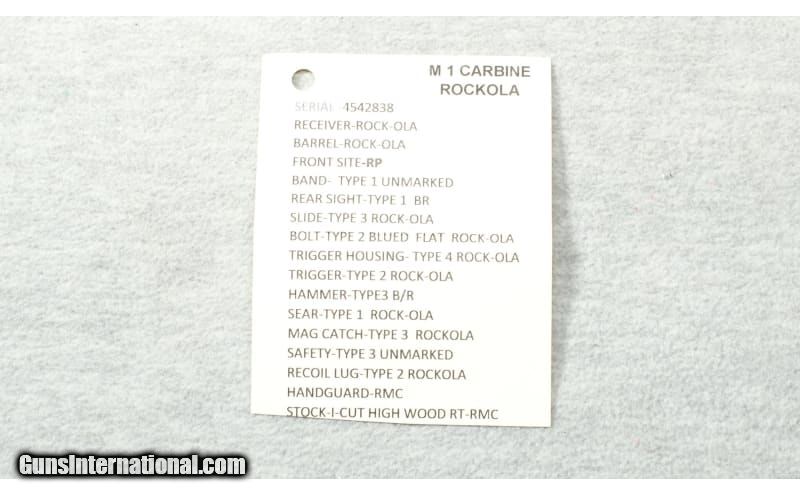 M 1 CARBINE
ROCKOLA
SERIAL -4542838
RECEIVER-ROCK-OLA
BARREL-ROCK-OLA
FRONT SITE-RP
BAND- TYPE 1 UNMARKED
REAR SIGHT-TYPE 1 BR
SLIDE-TYPE 3 ROCK-OLA
BOLT-TYPE 2 BLUED FLAT ROCK-OLA
TRIGGER HOUSING- TYPE 4 ROCK-OLA
TRIGGER-TYPE 2 ROCK-OLA
HAMMER-TYPE3 B/R
SEAR-TYPE 1 ROCK-OLA
MAG CATCH-TYPE 3 ROCKOLA
SAFETY-TYPE 3 UNMARKED
RECOIL LUG-TYPE 2 ROCKOLA
HANDGUARD-RMC
STOCK-I-CUT HIGH WOOD RT-RMC
GunsInternational.com